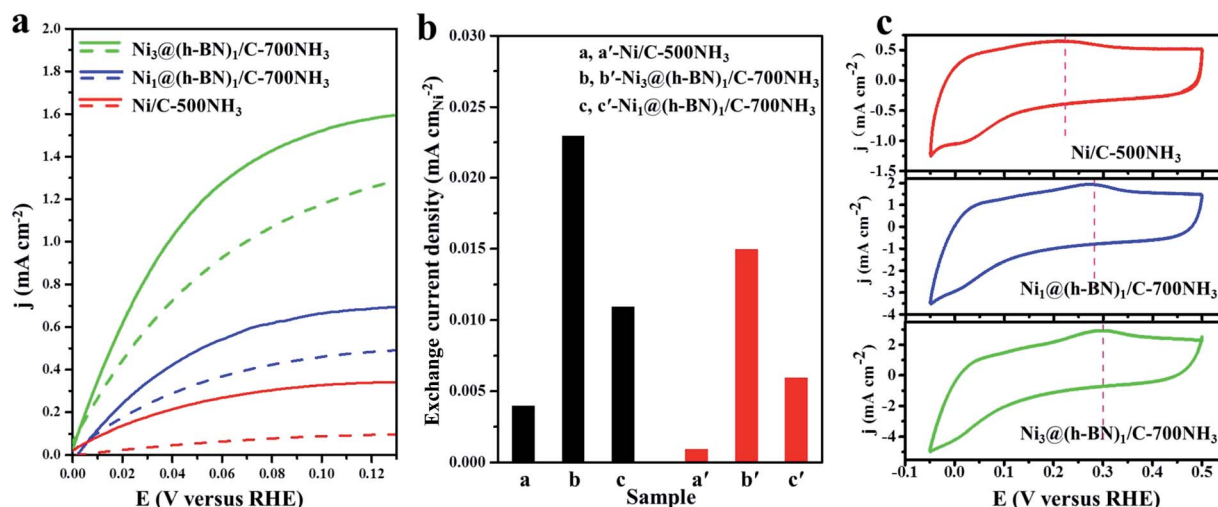 a
2.0
1.8
1.6
1.4
1.2
1.0
0.8
0.6
0.4
0.2
0.0
j (mA cm⁻²)
Ni₃@(h-BN)₁/C-700NH₃
Ni₁@(h-BN)₁/C-700NH₃
Ni/C-500NH₃
0.00 0.02 0.04 0.06 0.08 0.10 0.12
E (V versus RHE)
b
0.030
0.025
0.020
0.015
0.010
0.005
0.000
Exchange current density (mA cm_Ni⁻²)
a, a′-Ni/C-500NH₃
b, b′-Ni₃@(h-BN)₁/C-700NH₃
c, c′-Ni₁@(h-BN)₁/C-700NH₃
a b c a′ b′ c′
Sample
c
0.5
0.0
-0.5
-1.0
-1.5
j (mA cm⁻²)
Ni/C-500NH₃
2
1
0
-1
-2
-3
-4
j (mA cm⁻²)
Ni₁@(h-BN)₁/C-700NH₃
2
0
-2
-4
j (mA cm⁻²)
Ni₃@(h-BN)₁/C-700NH₃
-0.1 0.0 0.1 0.2 0.3 0.4 0.5
E (V versus RHE)